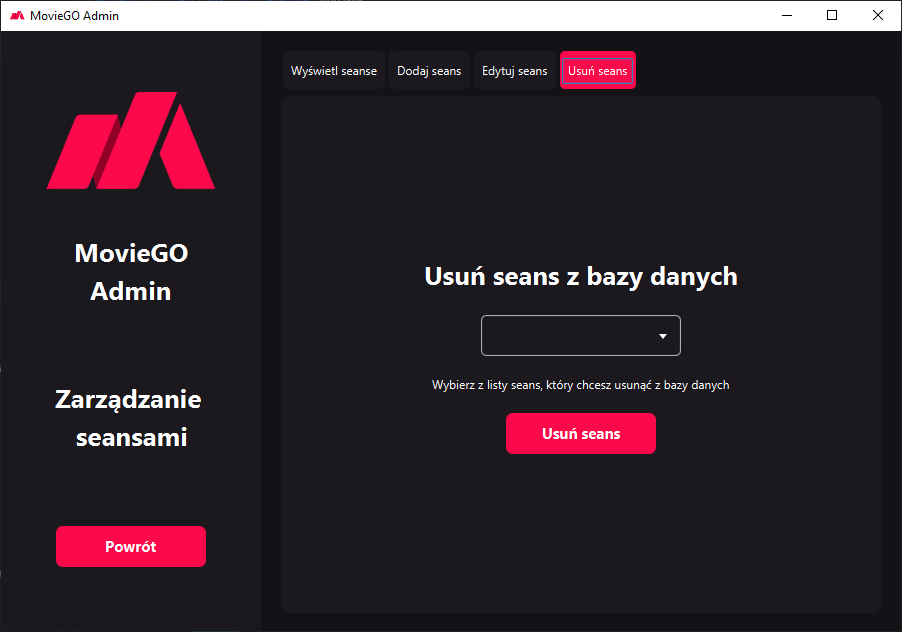 MovieGO Admin
Wyświetl seanse
Dodaj seans
Edytuj seans
Usuń seans
MovieGO
Admin
Zarządzanie
seansami
Powrót
Usuń seans z bazy danych
Wybierz z listy seans, który chcesz usunąć z bazy danych
Usuń seans